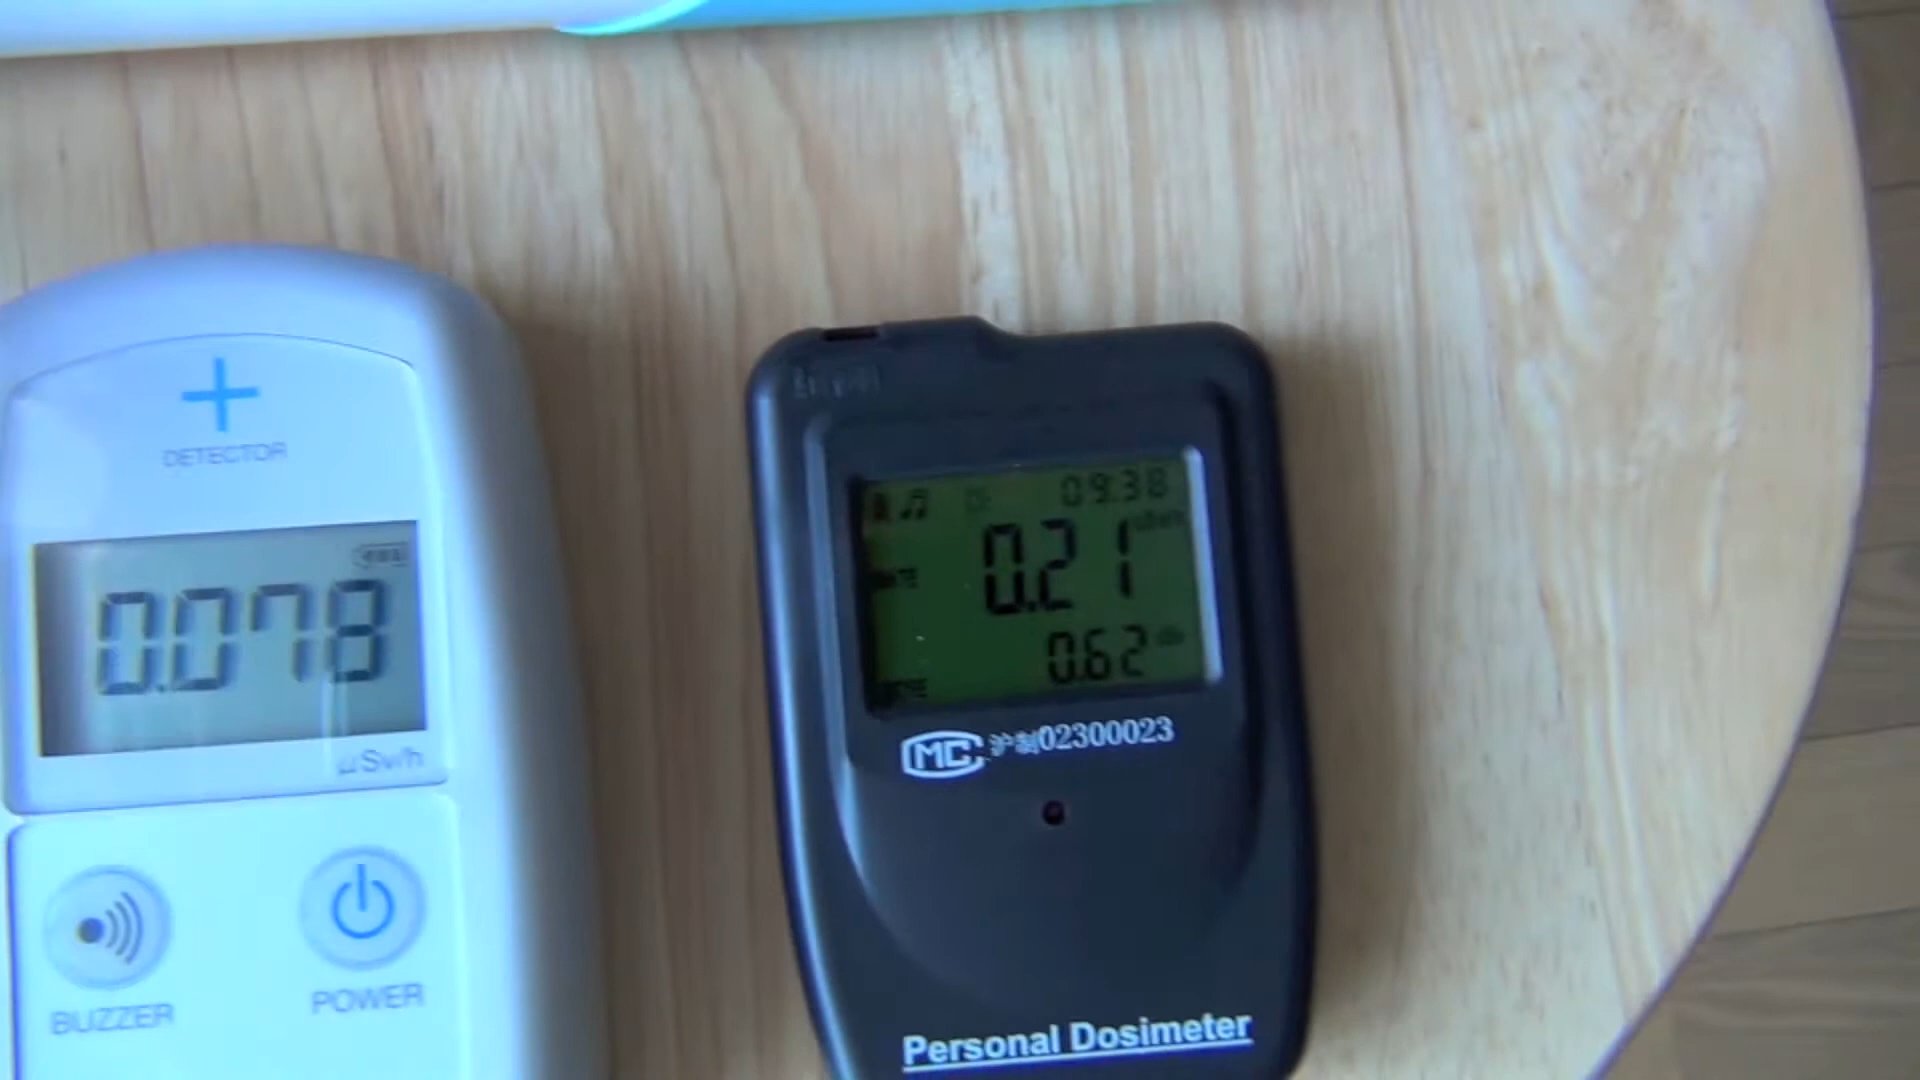 DETECTOR
0.078
μSv/h
BUZZER
POWER
09:38
0.21
0.62
MC 沪制02300023
Personal Dosimeter